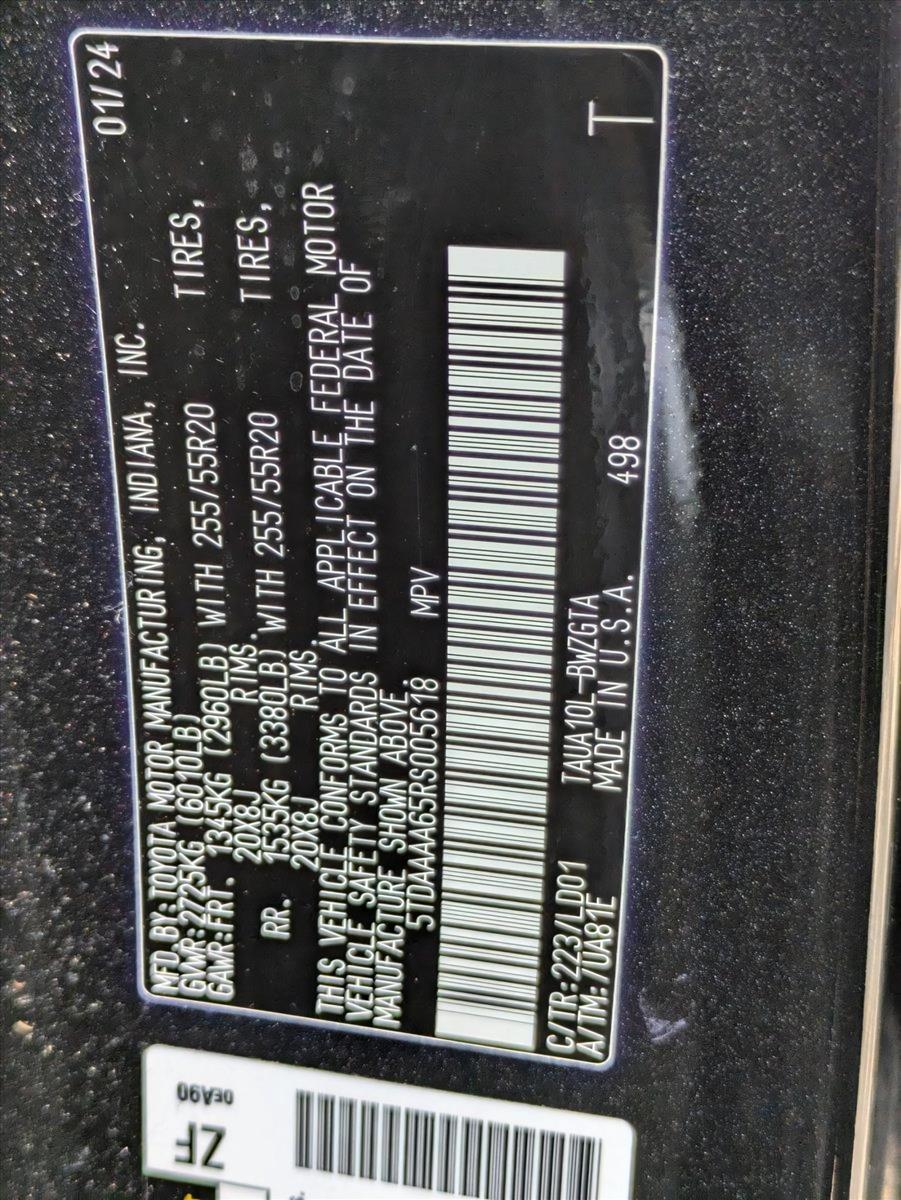 MFD.BY:TOYOTA MOTOR MANUFACTURING, INDIANA, INC. 01/24
GVWR:2725KG (6010LB)
GAWR:FRT. 1345KG (2960LB) WITH 255/55R20 TIRES,
20X8J RIMS.
RR. 1535KG (3380LB) WITH 255/55R20 TIRES,
20X8J RIMS.
THIS VEHICLE CONFORMS TO ALL APPLICABLE FEDERAL MOTOR
VEHICLE SAFETY STANDARDS IN EFFECT ON THE DATE OF
MANUFACTURE SHOWN ABOVE.
5TDAAAA65RS005618 MPV
C/TR:223/LD01 TAUA10L-BWZGTA
A/TM:/UA81E MADE IN U.S.A. 498 T
ZF 0EA90